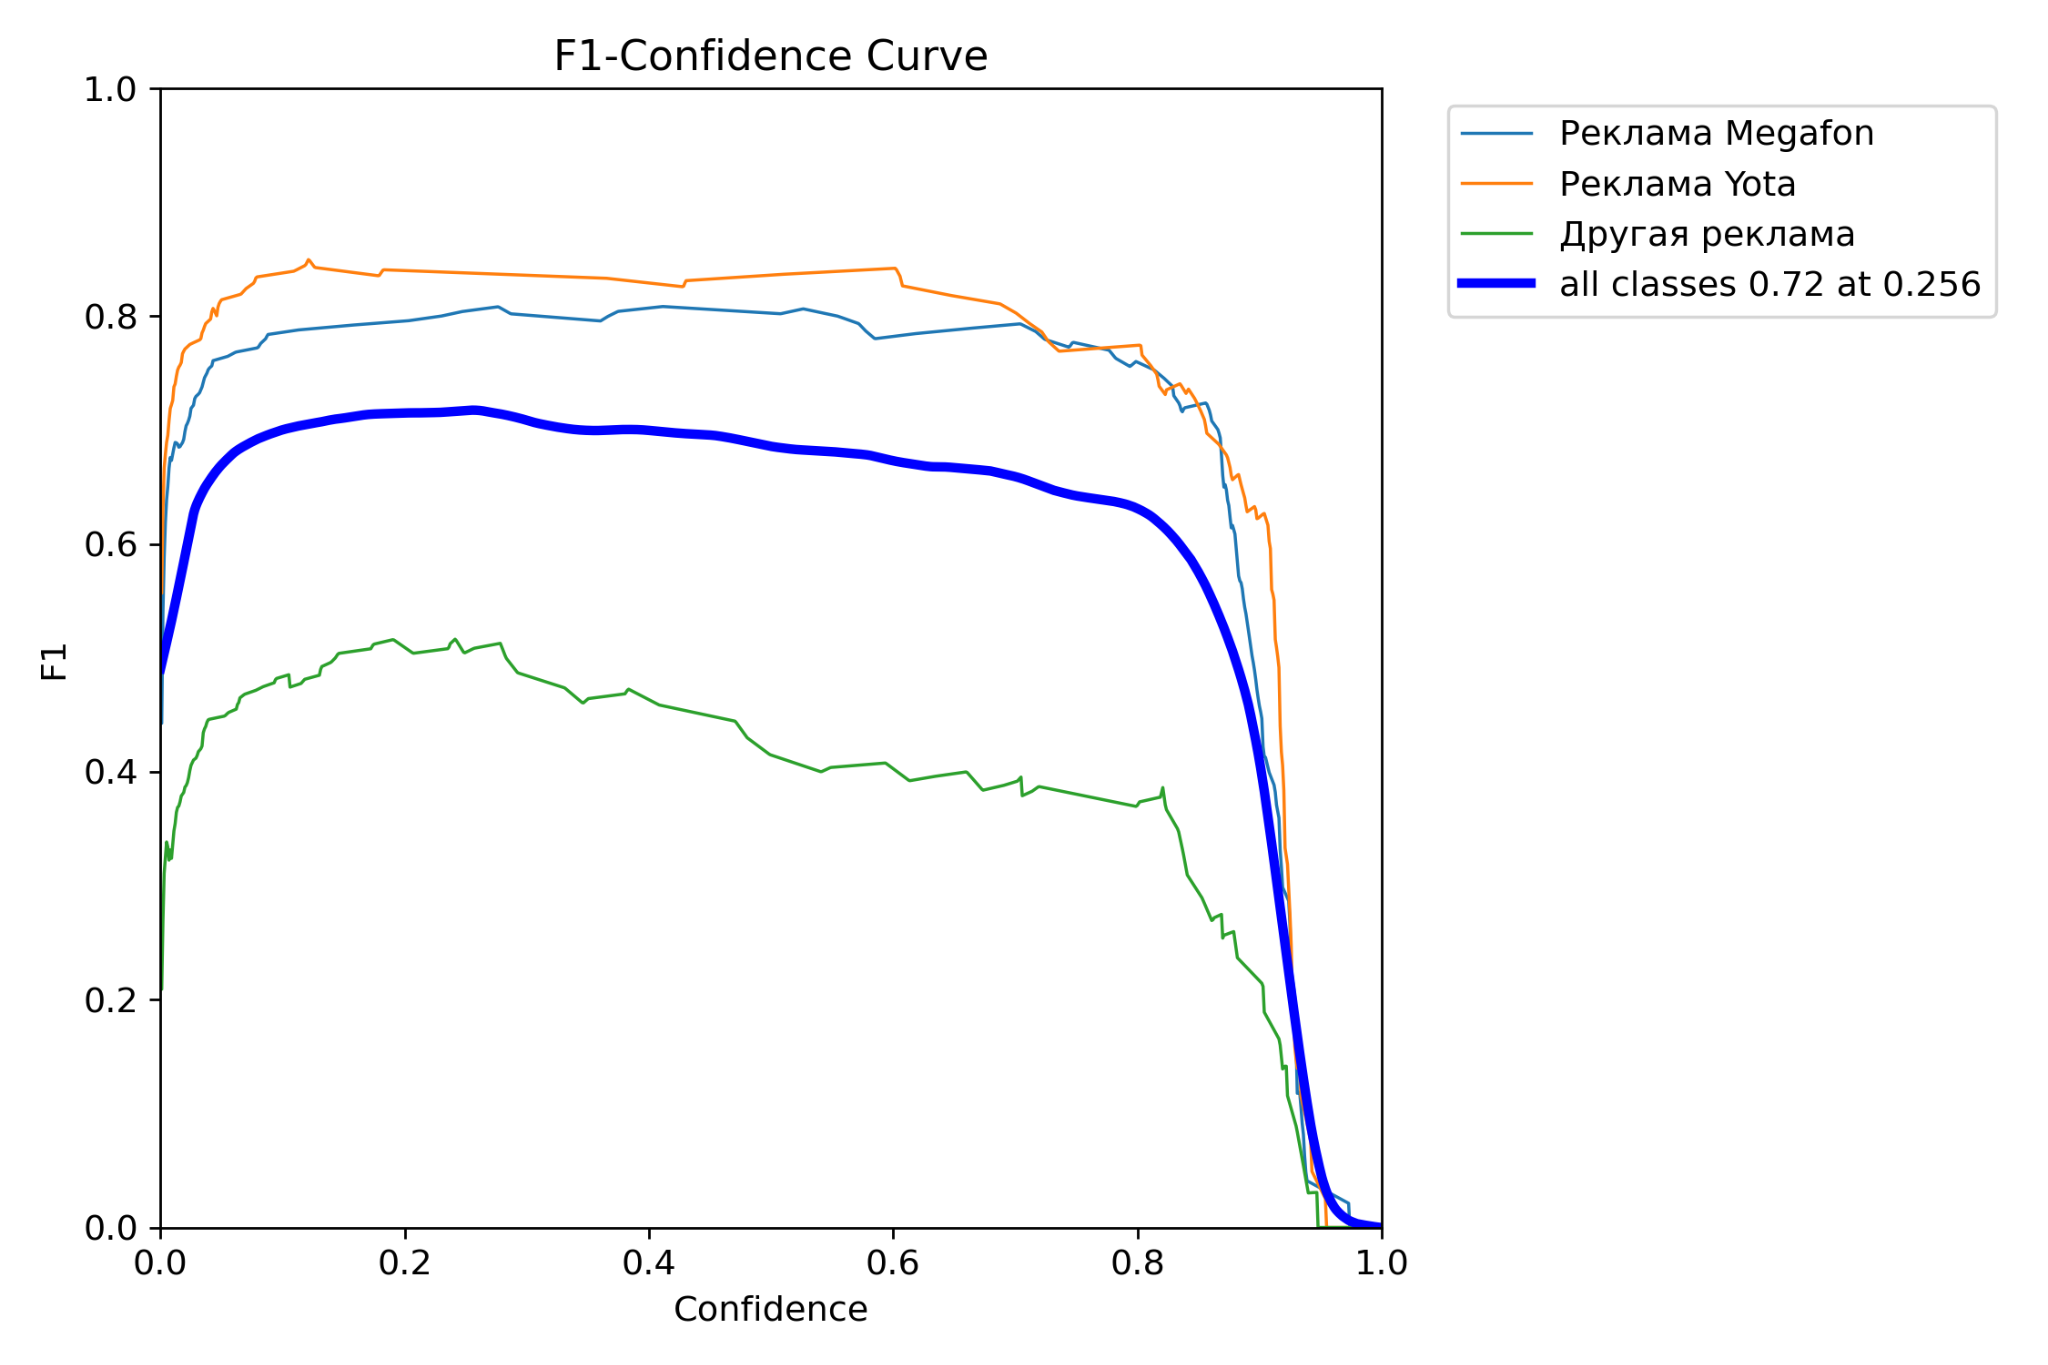 F1-Confidence Curve
1.0
0.8
0.6
0.4
0.2
0.0
F1
0.0 0.2 0.4 0.6 0.8 1.0
Confidence
Реклама Megafon
Реклама Yota
Другая реклама
all classes 0.72 at 0.256